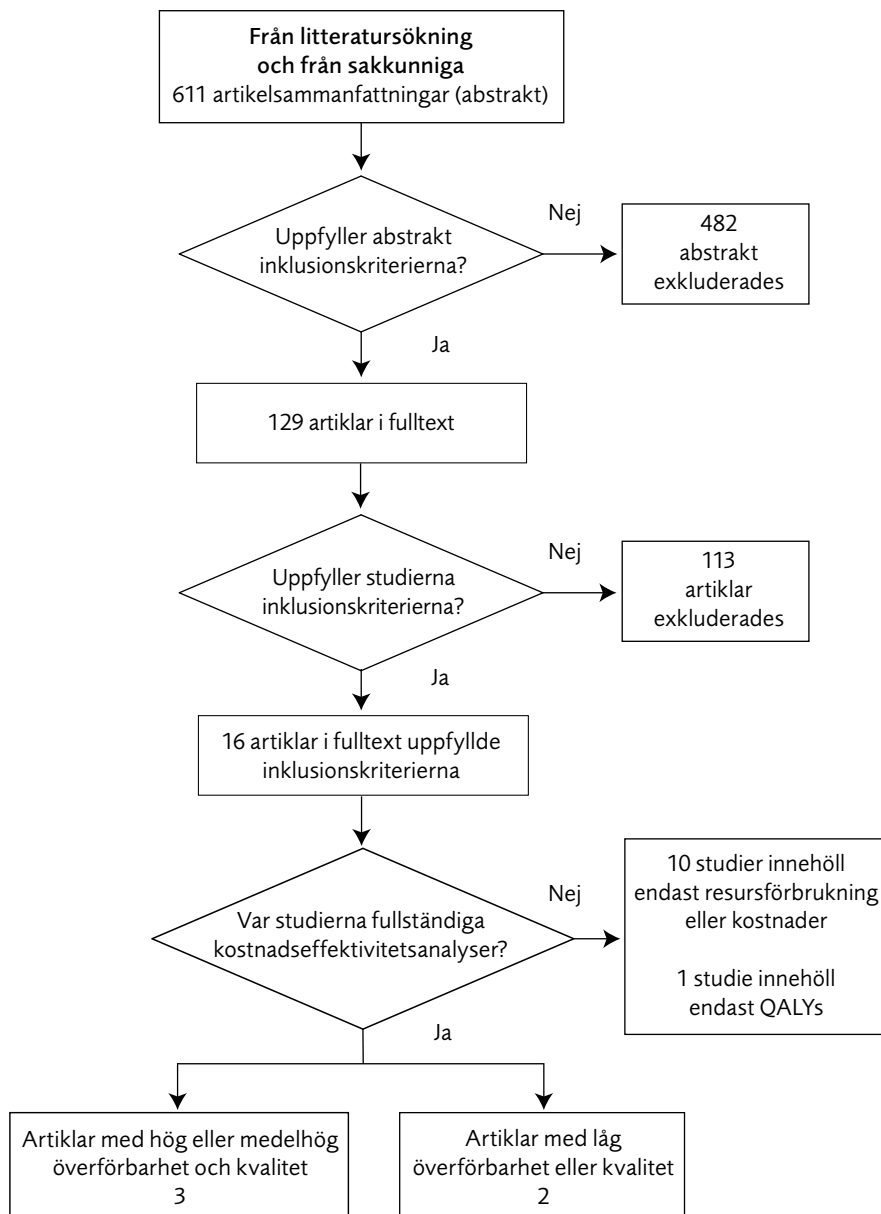 Från litteratursökning
och från sakkunniga
611 artikelsammanfattningar (abstrakt)
Uppfyller abstrakt
inklusionskriterierna?
Nej
482
abstrakt
exkluderades
Ja
129 artiklar i fulltext
Uppfyller studierna
inklusionskriterierna?
Nej
113
artiklar
exkluderades
Ja
16 artiklar i fulltext uppfyllde
inklusionskriterierna
Var studierna fullständiga
kostnadseffektivitetsanalyser?
Nej
10 studier innehöll
endast resursförbrukning
eller kostnader
1 studie innehöll
endast QALYs
Ja
Artiklar med hög eller medelhög
överförbarhet och kvalitet
3
Artiklar med låg
överförbarhet eller kvalitet
2